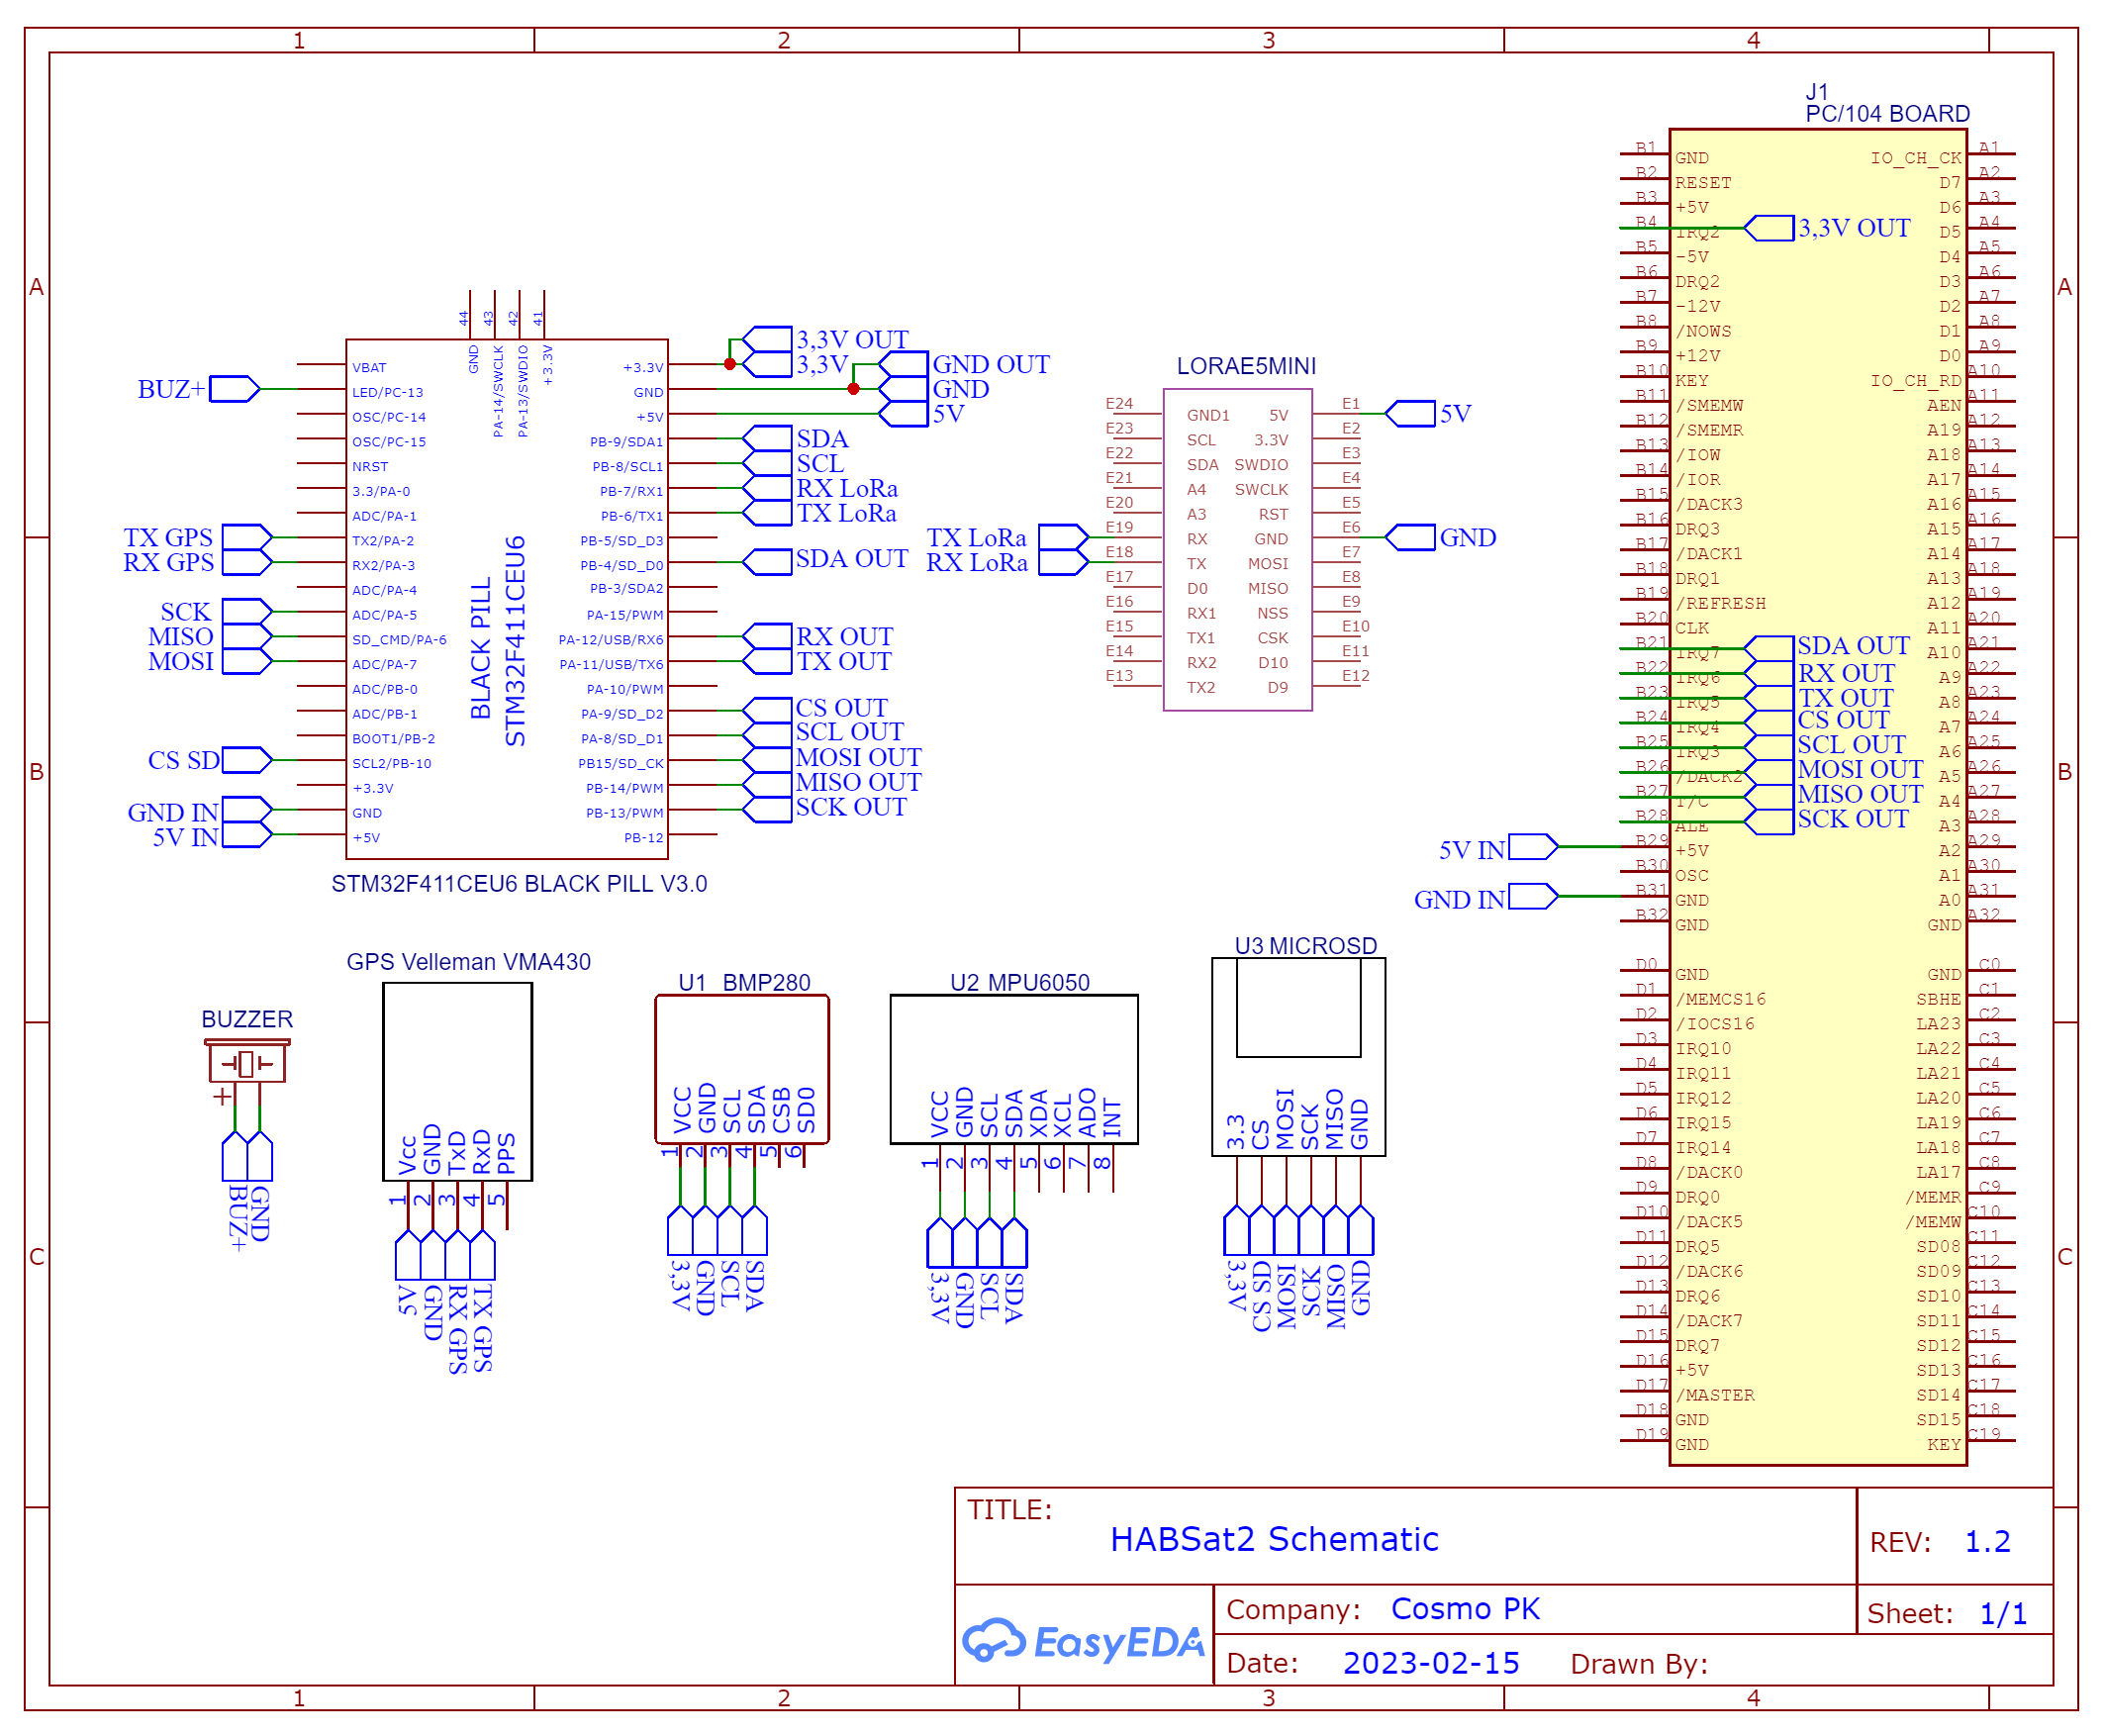 1 2 3 4
A A
B B
C C
J1
PC/104 BOARD
B1 GND IO_CH_CK A1
B2 RESET D7 A2
B3 +5V D6 A3
B4 IRQ2 3,3V OUT D5 A4
B5 -5V D4 A5
B6 DRQ2 D3 A6
B7 -12V D2 A7
B8 /NOWS D1 A8
B9 +12V D0 A9
B10 KEY IO_CH_RD A10
B11 /SMEMW AEN A11
B12 /SMEMR A19 A12
B13 /IOW A18 A13
B14 /IOR A17 A14
B15 /DACK3 A16 A15
B16 DRQ3 A15 A16
B17 /DACK1 A14 A17
B18 DRQ1 A13 A18
B19 /REFRESH A12 A19
B20 CLK A11 A20
B21 IRQ7 SDA OUT A10 A21
B22 IRQ6 RX OUT A9 A22
B23 IRQ5 TX OUT A8 A23
B24 IRQ4 CS OUT A7 A24
B25 IRQ3 SCL OUT A6 A25
B26 /DACK2 MOSI OUT A5 A26
B27 T/C MISO OUT A4 A27
B28 ALE SCK OUT A3 A28
5V IN B29 +5V A2 A29
B30 OSC A1 A30
GND IN B31 GND A0 A31
B32 GND GND A32
D0 GND GND C0
D1 /MEMCS16 SBHE C1
D2 /IOCS16 LA23 C2
D3 IRQ10 LA22 C3
D4 IRQ11 LA21 C4
D5 IRQ12 LA20 C5
D6 IRQ15 LA19 C6
D7 IRQ14 LA18 C7
D8 /DACK0 LA17 C8
D9 DRQ0 /MEMR C9
D10 /DACK5 /MEMW C10
D11 DRQ5 SD08 C11
D12 /DACK6 SD09 C12
D13 DRQ6 SD10 C13
D14 /DACK7 SD11 C14
D15 DRQ7 SD12 C15
D16 +5V SD13 C16
D17 /MASTER SD14 C17
D18 GND SD15 C18
D19 GND KEY C19
44 43 42 41
GND PA-14/SWCLK PA-13/SWDIO +3.3V
VBAT +3.3V 3,3V OUT 3,3V
BUZ+ LED/PC-13 GND GND OUT GND
OSC/PC-14 +5V 5V
OSC/PC-15 PB-9/SDA1 SDA
NRST PB-8/SCL1 SCL
3.3/PA-0 PB-7/RX1 RX LoRa
ADC/PA-1 PB-6/TX1 TX LoRa
TX GPS TX2/PA-2 PB-5/SD_D3
RX GPS RX2/PA-3 PB-4/SD_D0 SDA OUT
ADC/PA-4 PB-3/SDA2
SCK ADC/PA-5 PA-15/PWM
MISO SD_CMD/PA-6 PA-12/USB/RX6 RX OUT
MOSI ADC/PA-7 PA-11/USB/TX6 TX OUT
ADC/PB-0 PA-10/PWM
ADC/PB-1 PA-9/SD_D2 CS OUT
BOOT1/PB-2 PA-8/SD_D1 SCL OUT
CS SD SCL2/PB-10 PB15/SD_CK MOSI OUT
+3.3V PB-14/PWM MISO OUT
GND IN GND PB-13/PWM SCK OUT
5V IN +5V PB-12
BLACK PILL
STM32F411CEU6
STM32F411CEU6 BLACK PILL V3.0
LORAE5MINI
E24 GND1 5V E1 5V
E23 SCL 3.3V E2
E22 SDA SWDIO E3
E21 A4 SWCLK E4
E20 A3 RST E5
TX LoRa E19 RX GND E6 GND
RX LoRa E18 TX MOSI E7
E17 D0 MISO E8
E16 RX1 NSS E9
E15 TX1 CSK E10
E14 RX2 D10 E11
E13 TX2 D9 E12
BUZZER
+
BUZ+ GND
GPS Velleman VMA430
Vcc GND TxD RxD PPS
1 2 3 4 5
5V GND RX GPS TX GPS
U1 BMP280
VCC GND SCL SDA CSB SD0
1 2 3 4 5 6
3,3V GND SCL SDA
U2 MPU6050
VCC GND SCL SDA XDA XCL ADO INT
1 2 3 4 5 6 7 8
3,3V GND SCL SDA
U3 MICROSD
3.3 CS MOSI SCK MISO GND
3,3V CS SD MOSI SCK MISO GND
TITLE:
HABSat2 Schematic
REV: 1.2
EasyEDA
Company: Cosmo PK
Sheet: 1/1
Date: 2023-02-15 Drawn By:
1 2 3 4